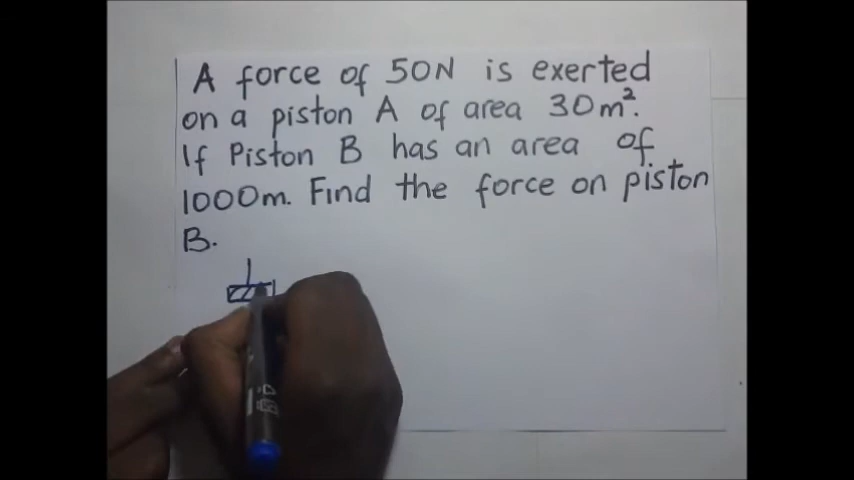 A force of 50N is exerted
on a piston A of area 30m².
If Piston B has an area of
1000m. Find the force on piston
B.